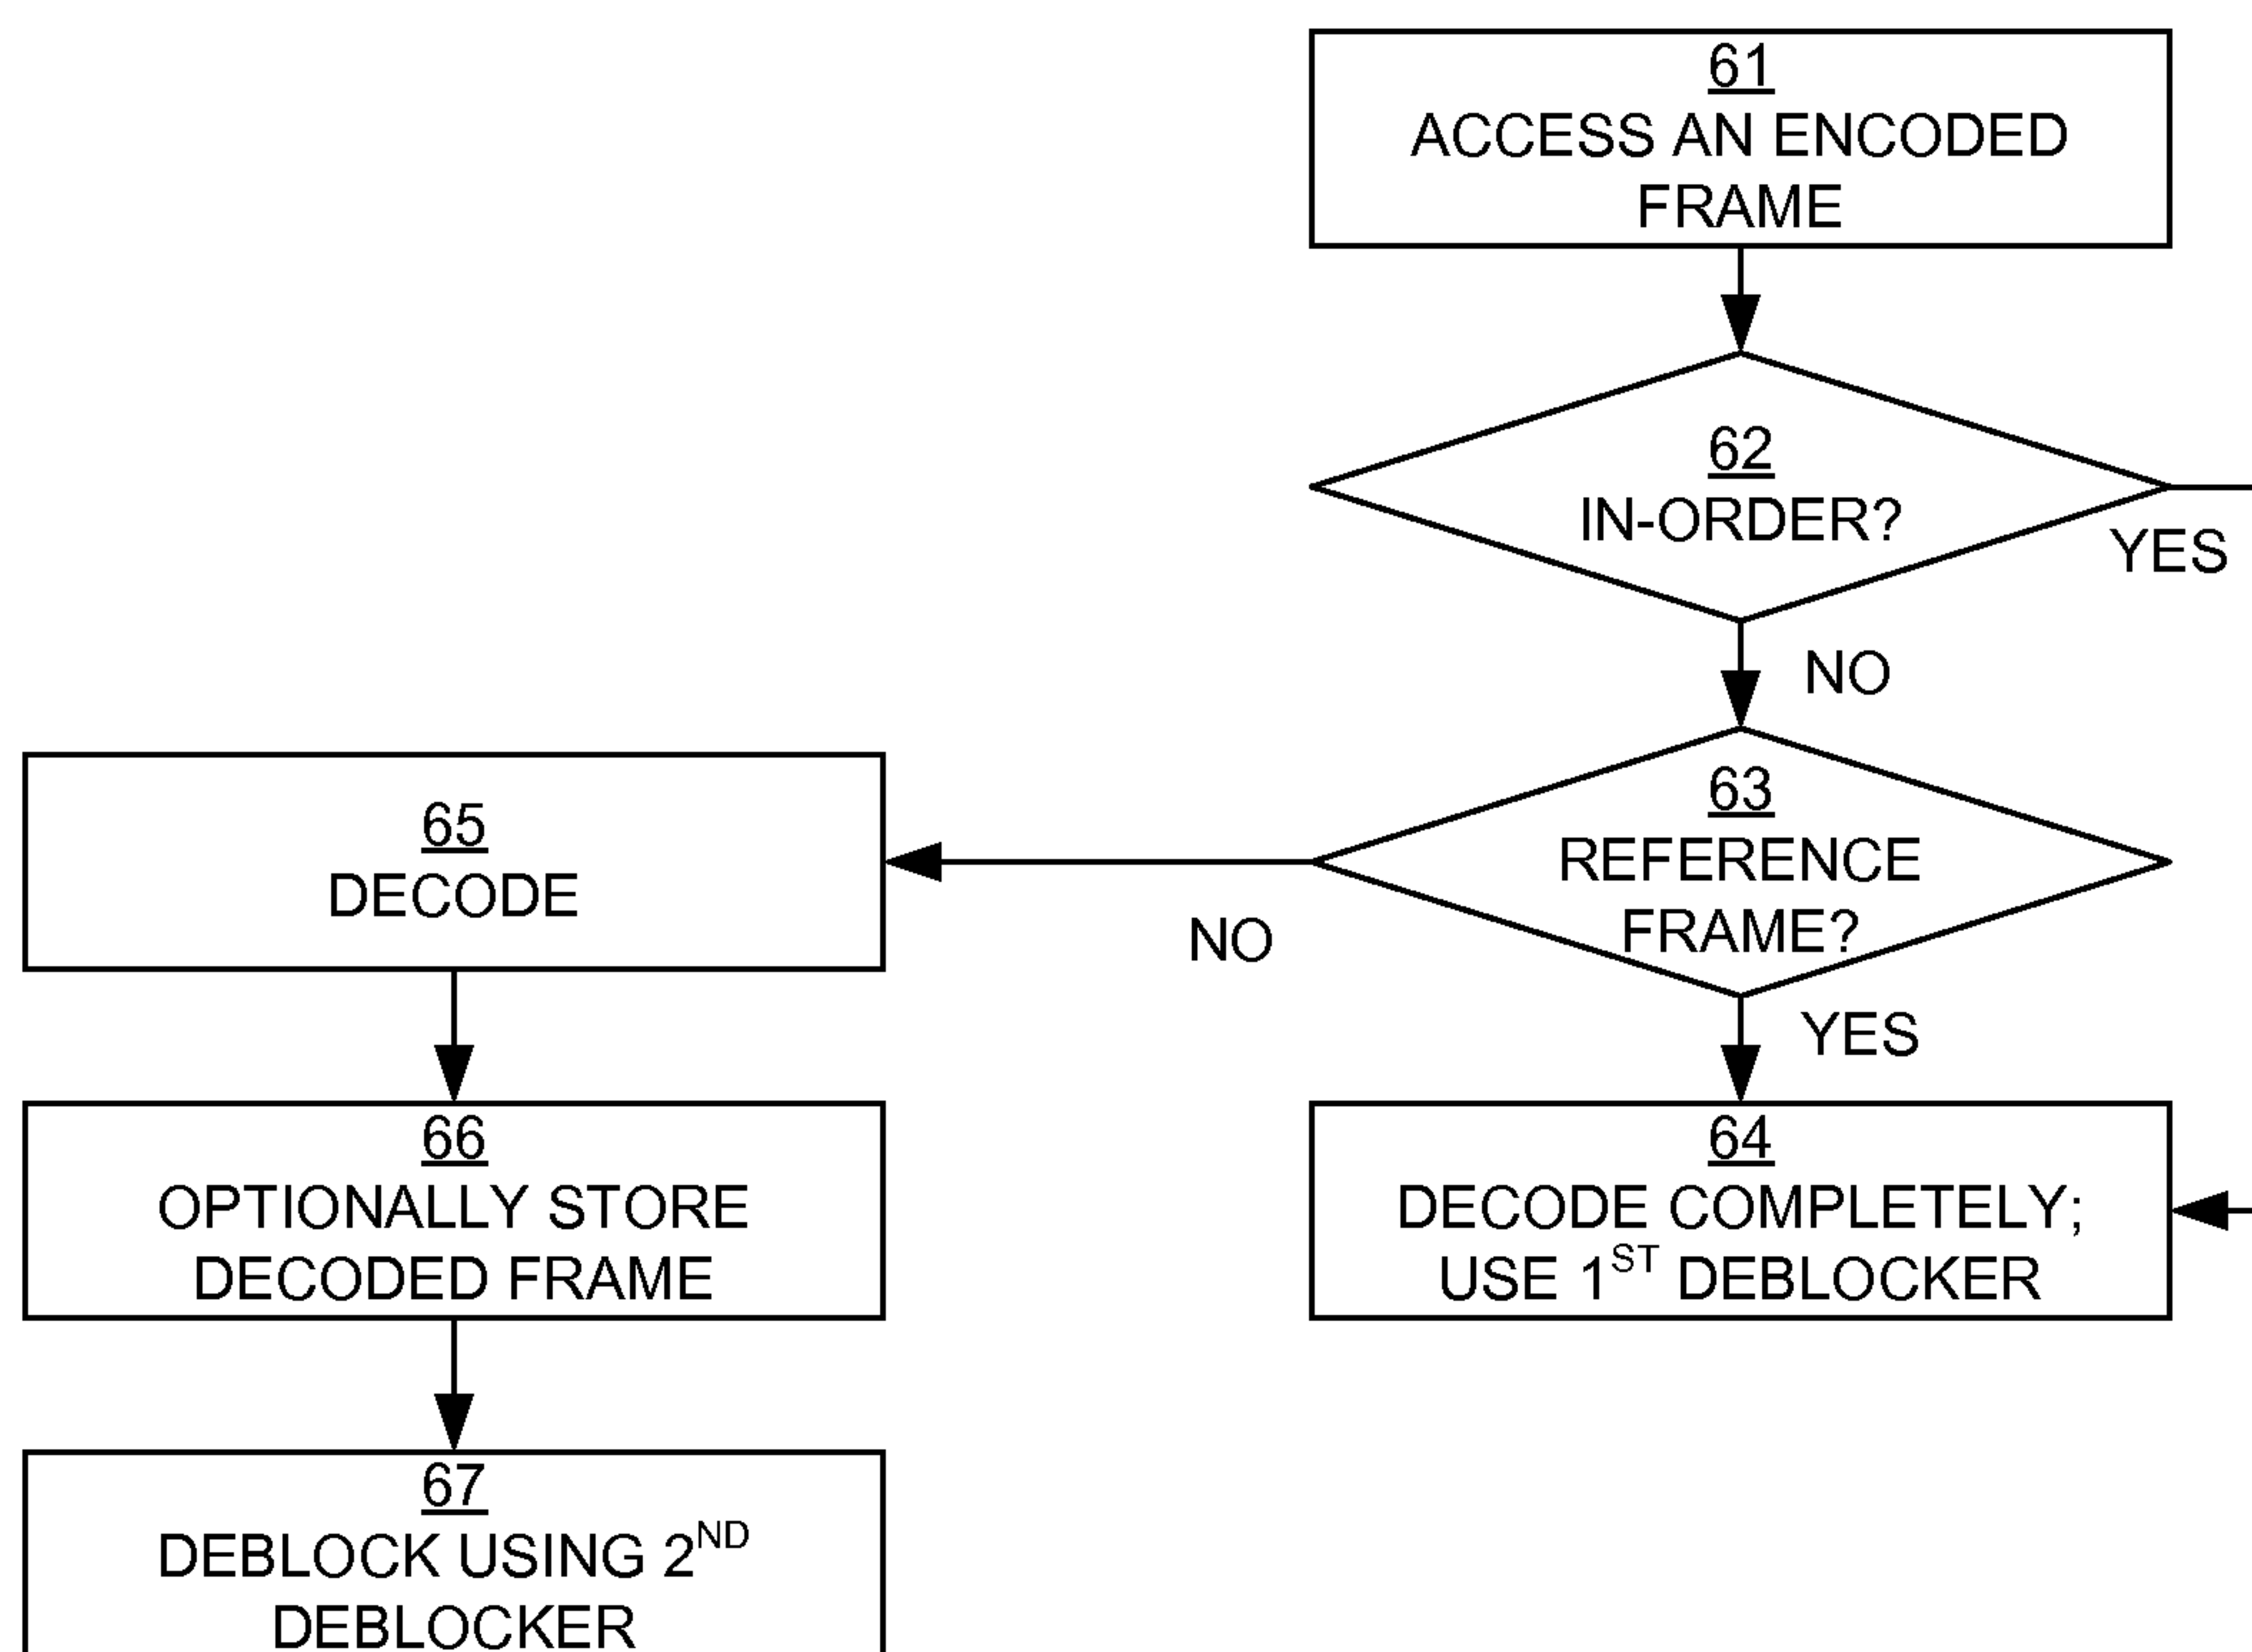 61
ACCESS AN ENCODED
FRAME
62
IN-ORDER?
YES
NO
63
REFERENCE
FRAME?
NO
YES
65
DECODE
66
OPTIONALLY STORE
DECODED FRAME
64
DECODE COMPLETELY;
USE 1ST DEBLOCKER
67
DEBLOCK USING 2ND
DEBLOCKER